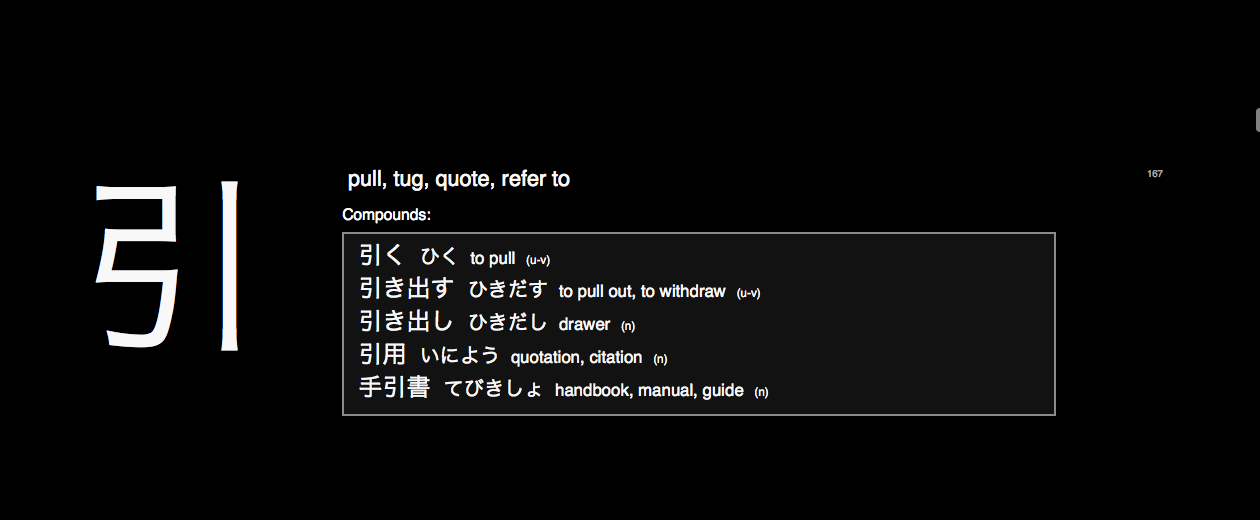 引
pull, tug, quote, refer to
167
Compounds:
引く ひく to pull (u-v)
引き出す ひきだす to pull out, to withdraw (u-v)
引き出し ひきだし drawer (n)
引用 いによう quotation, citation (n)
手引書 てびきしょ handbook, manual, guide (n)